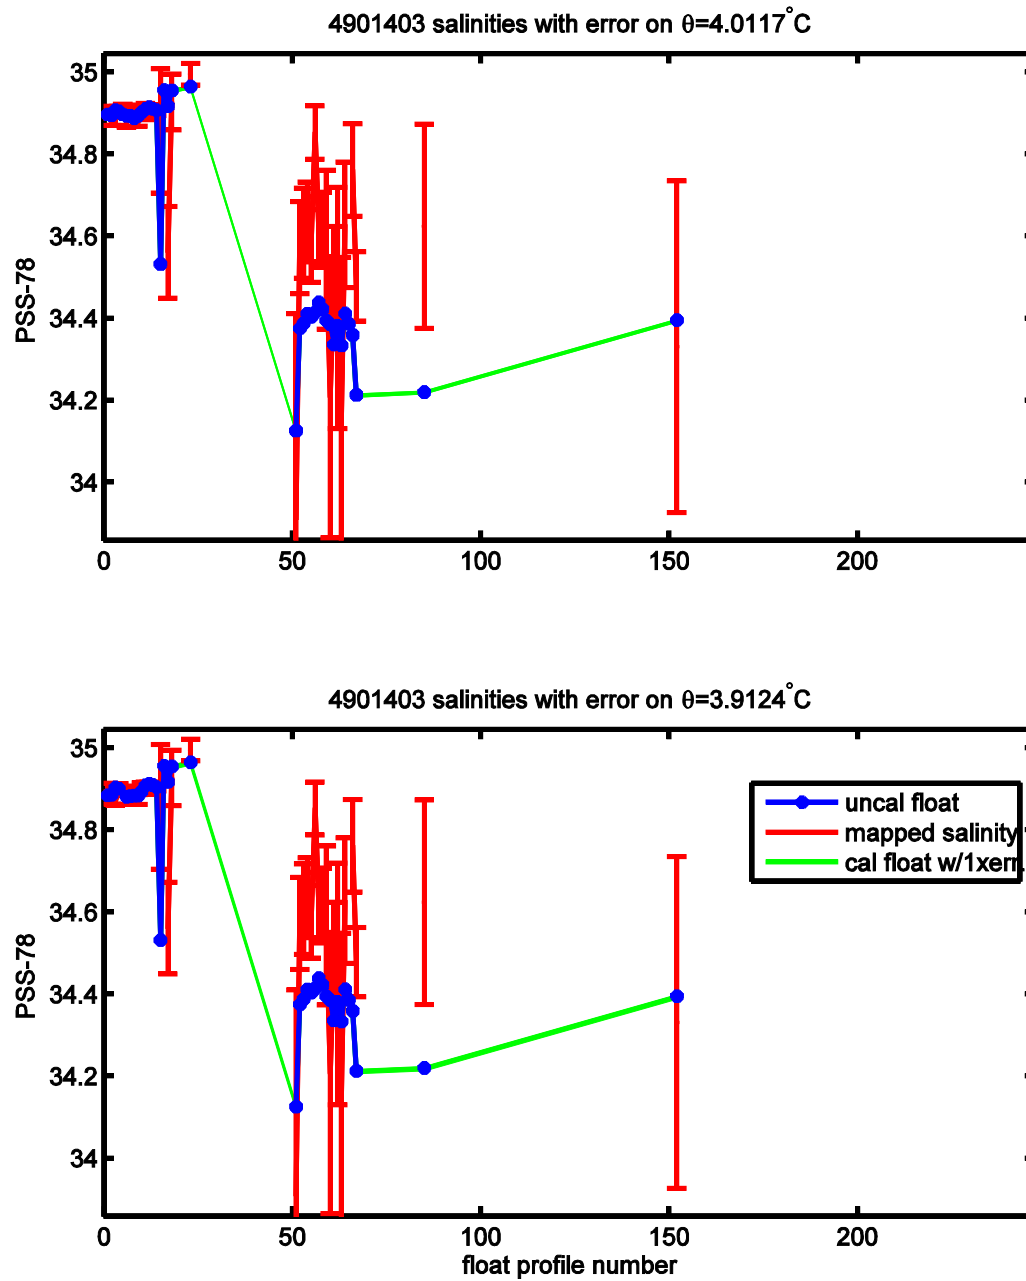 4901403 salinities with error on θ=4.0117°C
35
34.8
34.6
34.4
34.2
34
PSS-78
0 50 100 150 200
4901403 salinities with error on θ=3.9124°C
35
34.8
34.6
34.4
34.2
34
PSS-78
uncal float
mapped salinity
cal float w/1xerr.
0 50 100 150 200
float profile number